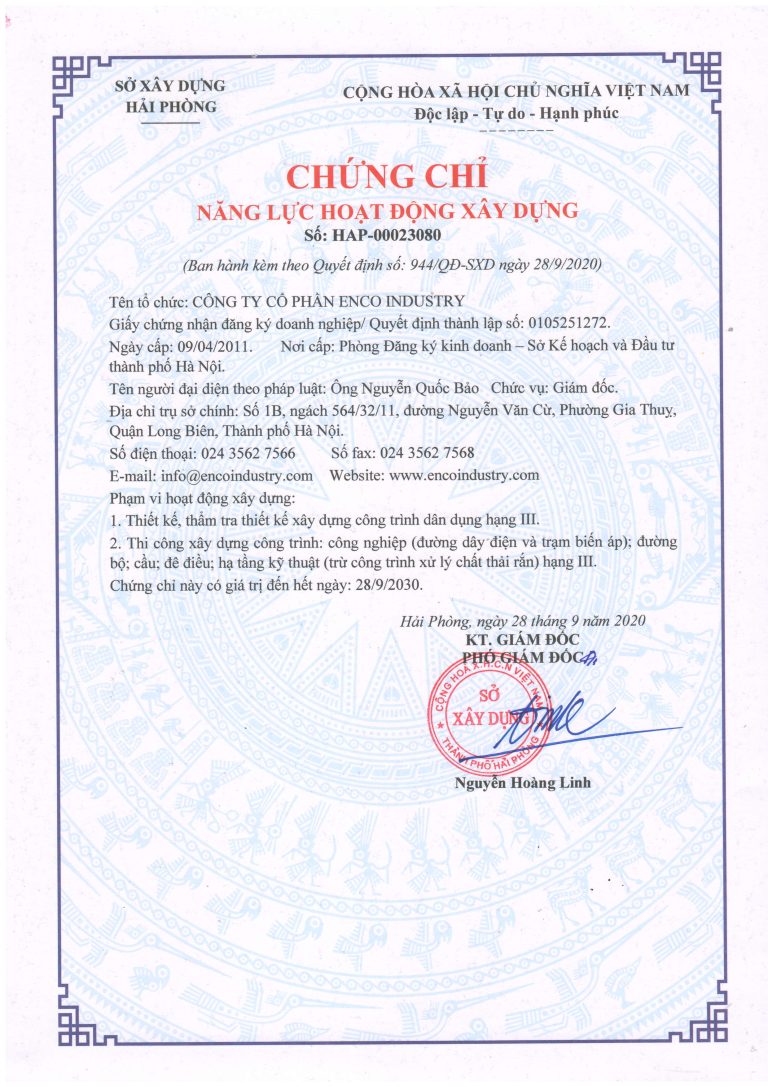 SỞ XÂY DỰNG
HẢI PHÒNG
CỘNG HÒA XÃ HỘI CHỦ NGHĨA VIỆT NAM
Độc lập - Tự do - Hạnh phúc
CHỨNG CHỈ
NĂNG LỰC HOẠT ĐỘNG XÂY DỰNG
Số: HAP-00023080
(Ban hành kèm theo Quyết định số: 944/QĐ-SXD ngày 28/9/2020)
Tên tổ chức: CÔNG TY CỔ PHẦN ENCO INDUSTRY
Giấy chứng nhận đăng ký doanh nghiệp/ Quyết định thành lập số: 0105251272.
Ngày cấp: 09/04/2011. Nơi cấp: Phòng Đăng ký kinh doanh – Sở Kế hoạch và Đầu tư
thành phố Hà Nội.
Tên người đại diện theo pháp luật: Ông Nguyễn Quốc Bảo Chức vụ: Giám đốc.
Địa chỉ trụ sở chính: Số 1B, ngách 564/32/11, đường Nguyễn Văn Cừ, Phường Gia Thuỵ,
Quận Long Biên, Thành phố Hà Nội.
Số điện thoại: 024 3562 7566 Số fax: 024 3562 7568
E-mail: info@encoindustry.com Website: www.encoindustry.com
Phạm vi hoạt động xây dựng:
1. Thiết kế, thẩm tra thiết kế xây dựng công trình dân dụng hạng III.
2. Thi công xây dựng công trình: công nghiệp (đường dây điện và trạm biến áp); đường
bộ; cầu; đê điều; hạ tầng kỹ thuật (trừ công trình xử lý chất thải rắn) hạng III.
Chứng chỉ này có giá trị đến hết ngày: 28/9/2030.
Hải Phòng, ngày 28 tháng 9 năm 2020
KT. GIÁM ĐỐC
PHÓ GIÁM ĐỐC
CỘNG HOÀ X.H.C.N VIỆT NAM
SỞ
XÂY DỰNG
THÀNH PHỐ HẢI PHÒNG
Nguyễn Hoàng Linh